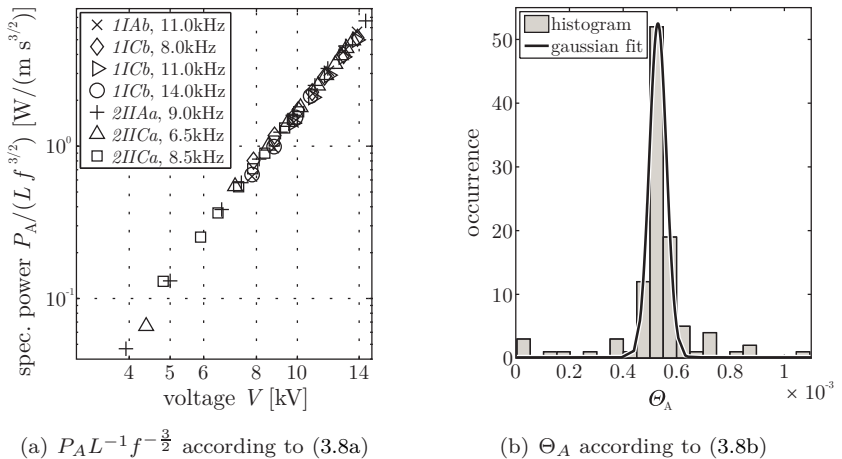 spec. power P_A/(L f^{3/2}) [W/(m s^{3/2})]
1IAb, 11.0kHz
1ICb, 8.0kHz
1ICb, 11.0kHz
1ICb, 14.0kHz
2IIAa, 9.0kHz
2IICa, 6.5kHz
2IICa, 8.5kHz
10^0
10^{-1}
4 5 6 8 10 14
voltage V [kV]
(a) P_A L^{-1} f^{-3/2} according to (3.8a)
histogram
gaussian fit
occurrence
50
40
30
20
10
0
0 0.2 0.4 0.6 0.8 1
× 10^{-3}
Θ_A
(b) Θ_A according to (3.8b)